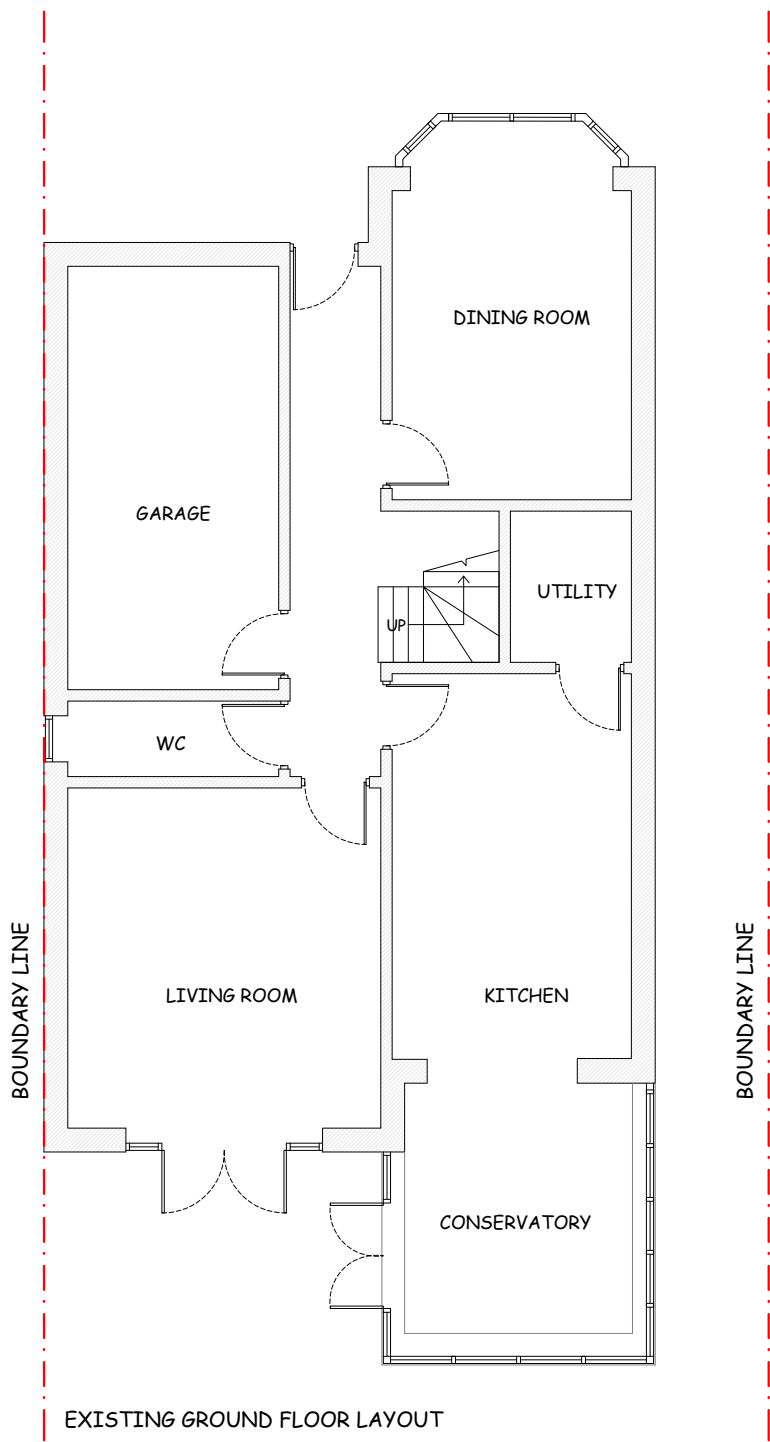 DINING ROOM
GARAGE
UTILITY
UP
WC
BOUNDARY LINE
LIVING ROOM
KITCHEN
BOUNDARY LINE
CONSERVATORY
EXISTING GROUND FLOOR LAYOUT